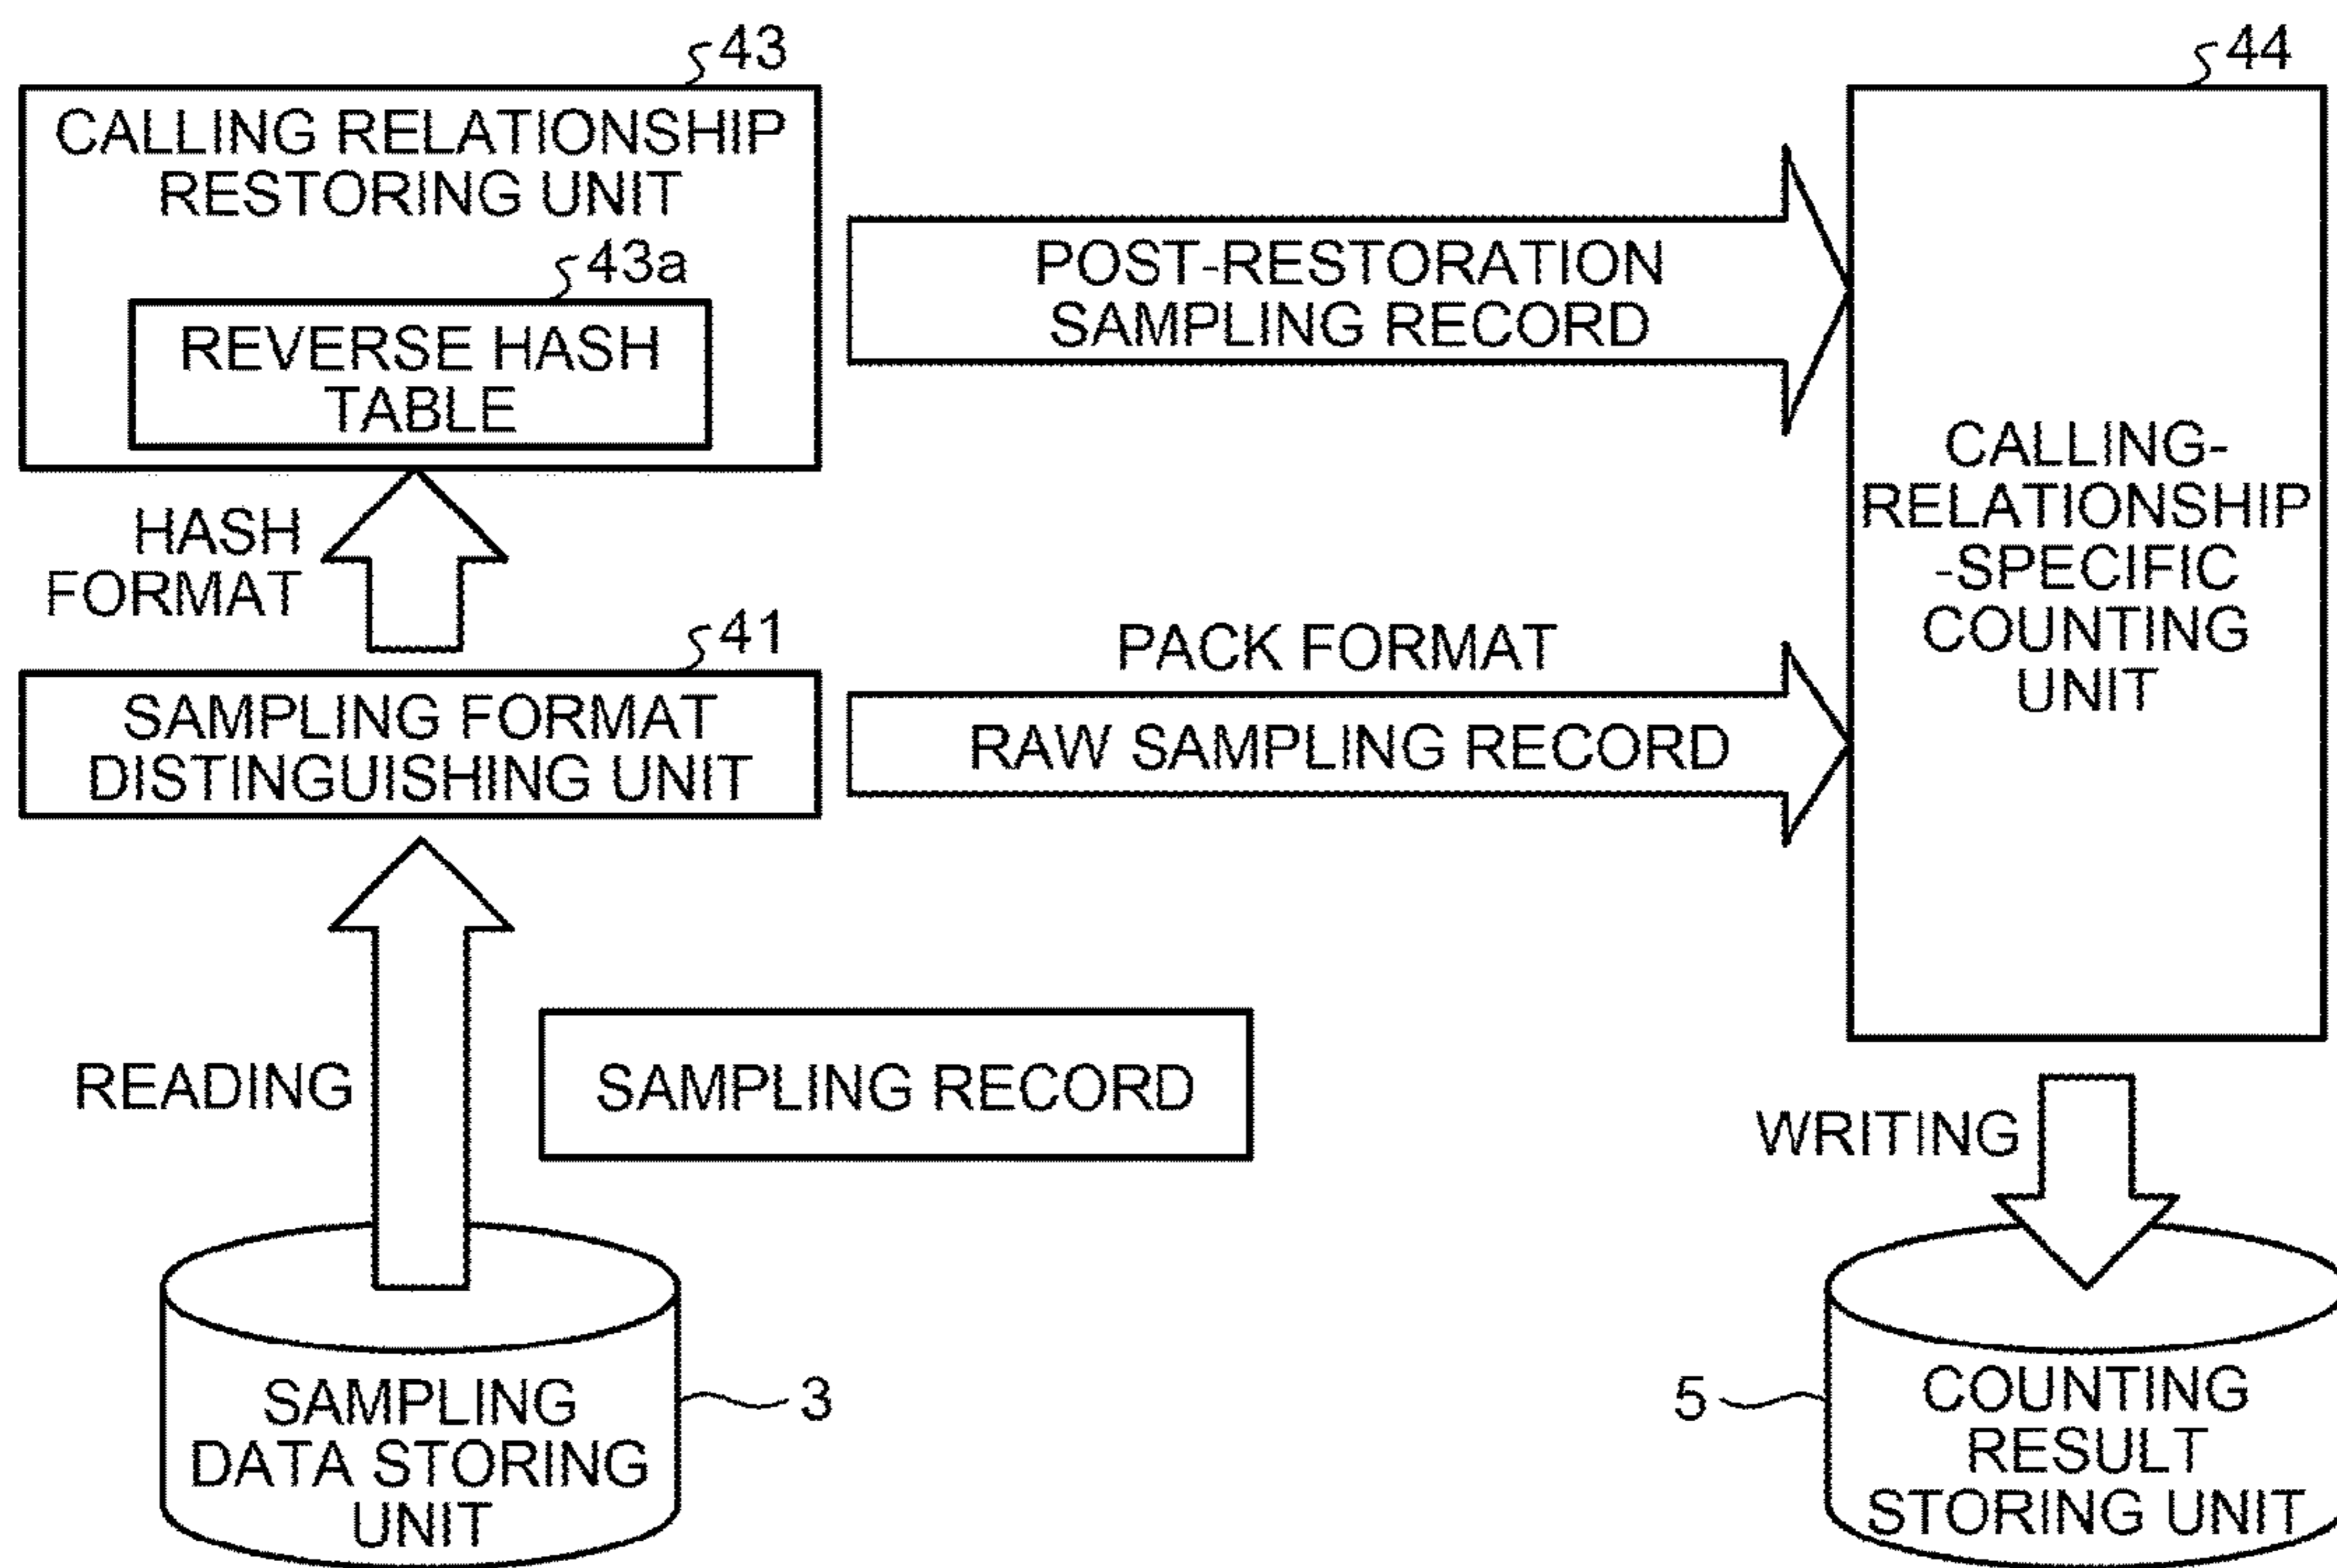 43
CALLING RELATIONSHIP
RESTORING UNIT
43a
REVERSE HASH
TABLE
POST-RESTORATION
SAMPLING RECORD
44
CALLING-
RELATIONSHIP
-SPECIFIC
COUNTING
UNIT
HASH
FORMAT
41
SAMPLING FORMAT
DISTINGUISHING UNIT
PACK FORMAT
RAW SAMPLING RECORD
READING
SAMPLING RECORD
WRITING
SAMPLING
DATA STORING
UNIT
3
5
COUNTING
RESULT
STORING UNIT